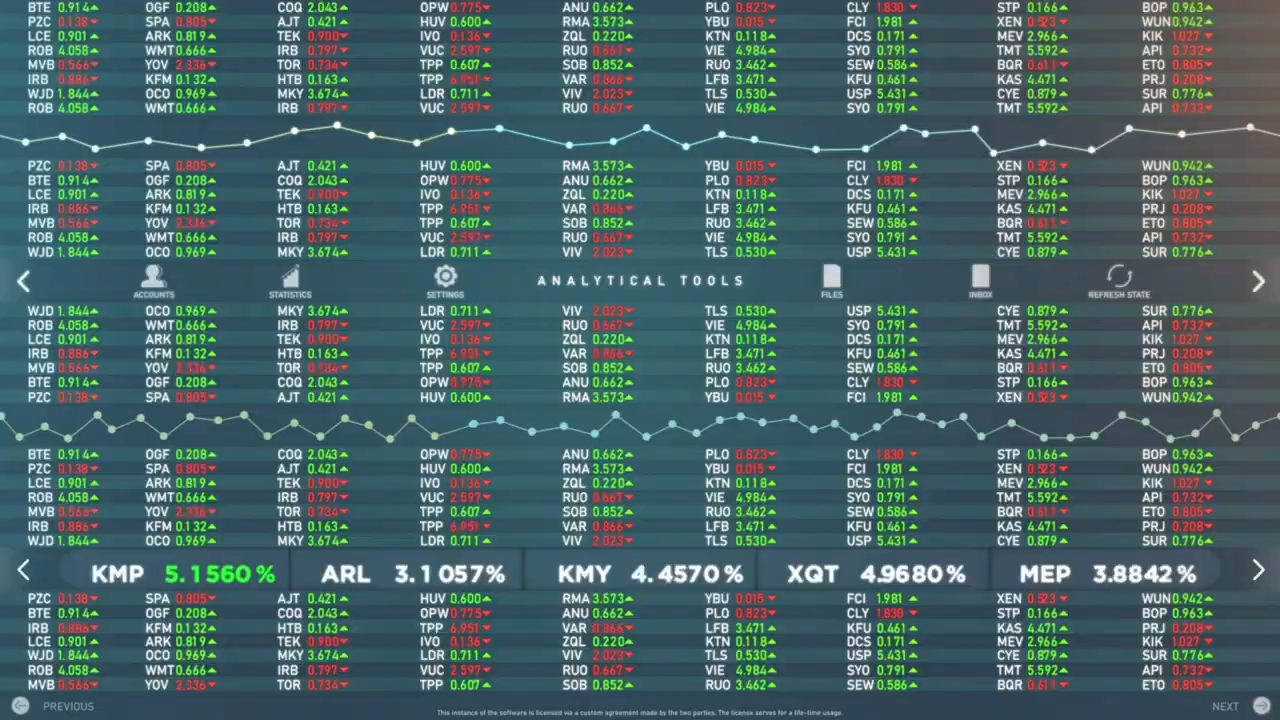 BTE 0.914 OGF 0.208 COQ 2.043 OPW 0.775 ANU 0.662 PLO 0.823 CLY 1.830 STP 0.166 BOP 0.963
PZC 0.138 SPA 0.805 AJT 0.421 HUV 0.600 RMA 3.573 YBU 0.015 FCI 1.981 XEN 0.523 WUN 0.942
LCE 0.901 ARK 0.819 TEK 0.900 IVO 0.136 ZQL 0.220 KTN 0.118 DCS 0.171 MEV 2.966 KIK 1.027
ROB 4.058 WMT 0.666 IRB 0.797 VUC 2.597 RUO 0.667 VIE 4.984 SYO 0.791 TMT 5.592 API 0.732
MVB 0.566 YOV 2.336 TOR 0.734 TPP 0.607 SOB 0.852 RUO 3.462 SEW 0.586 BQR 0.611 ETO 0.805
IRB 0.886 KFM 0.132 HTB 0.163 TPP 6.951 VAR 0.866 LFB 3.471 KFU 0.461 KAS 4.471 PRJ 0.208
WJD 1.844 OCO 0.969 MKY 3.674 LDR 0.711 VIV 2.023 TLS 0.530 USP 5.431 CYE 0.879 SUR 0.776
ROB 4.058 WMT 0.666 IRB 0.797 VUC 2.597 RUO 0.667 VIE 4.984 SYO 0.791 TMT 5.592 API 0.732
PZC 0.138 SPA 0.805 AJT 0.421 HUV 0.600 RMA 3.573 YBU 0.015 FCI 1.981 XEN 0.523 WUN 0.942
BTE 0.914 OGF 0.208 COQ 2.043 OPW 0.775 ANU 0.662 PLO 0.823 CLY 1.830 STP 0.166 BOP 0.963
LCE 0.901 ARK 0.819 TEK 0.900 IVO 0.136 ZQL 0.220 KTN 0.118 DCS 0.171 MEV 2.966 KIK 1.027
IRB 0.886 KFM 0.132 HTB 0.163 TPP 6.951 VAR 0.866 LFB 3.471 KFU 0.461 KAS 4.471 PRJ 0.208
MVB 0.566 YOV 2.336 TOR 0.734 TPP 0.607 SOB 0.852 RUO 3.462 SEW 0.586 BQR 0.611 ETO 0.805
ROB 4.058 WMT 0.666 IRB 0.797 VUC 2.597 RUO 0.667 VIE 4.984 SYO 0.791 TMT 5.592 API 0.732
WJD 1.844 OCO 0.969 MKY 3.674 LDR 0.711 VIV 2.023 TLS 0.530 USP 5.431 CYE 0.879 SUR 0.776
ANALYTICAL TOOLS
ACCOUNTS STATISTICS SETTINGS FILES INBOX REFRESH STATE
WJD 1.844 OCO 0.969 MKY 3.674 LDR 0.711 VIV 2.023 TLS 0.530 USP 5.431 CYE 0.879 SUR 0.776
ROB 4.058 WMT 0.666 IRB 0.797 VUC 2.597 RUO 0.667 VIE 4.984 SYO 0.791 TMT 5.592 API 0.732
LCE 0.901 ARK 0.819 TEK 0.900 IVO 0.136 ZQL 0.220 KTN 0.118 DCS 0.171 MEV 2.966 KIK 1.027
IRB 0.886 KFM 0.132 HTB 0.163 TPP 6.951 VAR 0.866 LFB 3.471 KFU 0.461 KAS 4.471 PRJ 0.208
MVB 0.566 YOV 2.336 TOR 0.734 TPP 0.607 SOB 0.852 RUO 3.462 SEW 0.586 BQR 0.611 ETO 0.805
BTE 0.914 OGF 0.208 COQ 2.043 OPW 0.775 ANU 0.662 PLO 0.823 CLY 1.830 STP 0.166 BOP 0.963
PZC 0.138 SPA 0.805 AJT 0.421 HUV 0.600 RMA 3.573 YBU 0.015 FCI 1.981 XEN 0.523 WUN 0.942
BTE 0.914 OGF 0.208 COQ 2.043 OPW 0.775 ANU 0.662 PLO 0.823 CLY 1.830 STP 0.166 BOP 0.963
PZC 0.138 SPA 0.805 AJT 0.421 HUV 0.600 RMA 3.573 YBU 0.015 FCI 1.981 XEN 0.523 WUN 0.942
LCE 0.901 ARK 0.819 TEK 0.900 IVO 0.136 ZQL 0.220 KTN 0.118 DCS 0.171 MEV 2.966 KIK 1.027
ROB 4.058 WMT 0.666 IRB 0.797 VUC 2.597 RUO 0.667 VIE 4.984 SYO 0.791 TMT 5.592 API 0.732
MVB 0.566 YOV 2.336 TOR 0.734 TPP 0.607 SOB 0.852 RUO 3.462 SEW 0.586 BQR 0.611 ETO 0.805
IRB 0.886 KFM 0.132 HTB 0.163 TPP 6.951 VAR 0.866 LFB 3.471 KFU 0.461 KAS 4.471 PRJ 0.208
WJD 1.844 OCO 0.969 MKY 3.674 LDR 0.711 VIV 2.023 TLS 0.530 USP 5.431 CYE 0.879 SUR 0.776
KMP 5.1560% ARL 3.1057% KMY 4.4570% XQT 4.9680% MEP 3.8842%
PZC 0.138 SPA 0.805 AJT 0.421 HUV 0.600 RMA 3.573 YBU 0.015 FCI 1.981 XEN 0.523 WUN 0.942
BTE 0.914 OGF 0.208 COQ 2.043 OPW 0.775 ANU 0.662 PLO 0.823 CLY 1.830 STP 0.166 BOP 0.963
IRB 0.886 KFM 0.132 HTB 0.163 TPP 6.951 VAR 0.866 LFB 3.471 KFU 0.461 KAS 4.471 PRJ 0.208
LCE 0.901 ARK 0.819 TEK 0.900 IVO 0.136 ZQL 0.220 KTN 0.118 DCS 0.171 MEV 2.966 KIK 1.027
WJD 1.844 OCO 0.969 MKY 3.674 LDR 0.711 VIV 2.023 TLS 0.530 USP 5.431 CYE 0.879 SUR 0.776
ROB 4.058 WMT 0.666 IRB 0.797 VUC 2.597 RUO 0.667 VIE 4.984 SYO 0.791 TMT 5.592 API 0.732
MVB 0.566 YOV 2.336 TOR 0.734 TPP 0.607 SOB 0.852 RUO 3.462 SEW 0.586 BQR 0.611 ETO 0.805
PREVIOUS NEXT
This instance of the software is licensed via a custom agreement made by the two parties. The license serves for a life-time usage.